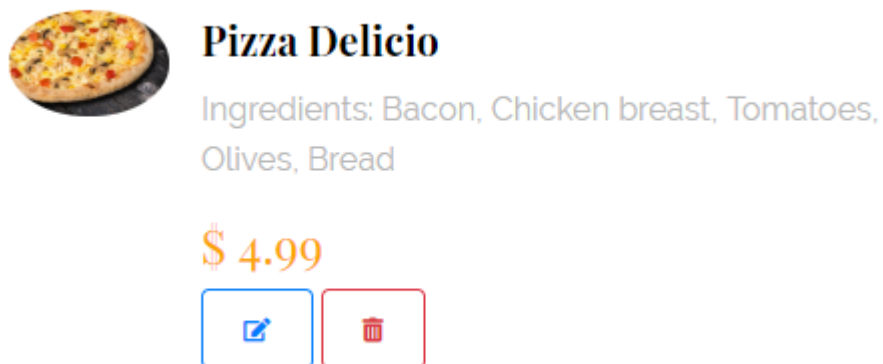 Pizza Delicio
Ingredients: Bacon, Chicken breast, Tomatoes,
Olives, Bread
$ 4.99